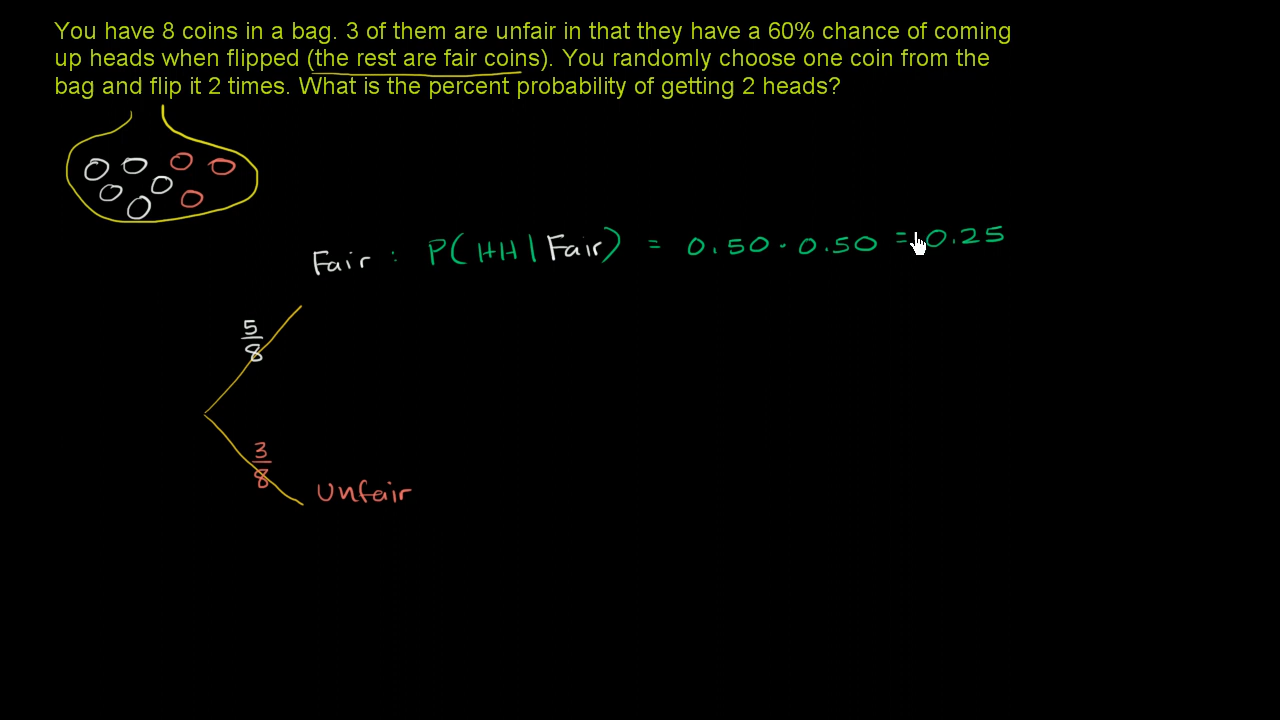 You have 8 coins in a bag. 3 of them are unfair in that they have a 60% chance of coming
up heads when flipped (the rest are fair coins). You randomly choose one coin from the
bag and flip it 2 times. What is the percent probability of getting 2 heads?
Fair : P(HH|Fair) = 0.50 · 0.50 = 0.25
5/8
3/8
Unfair